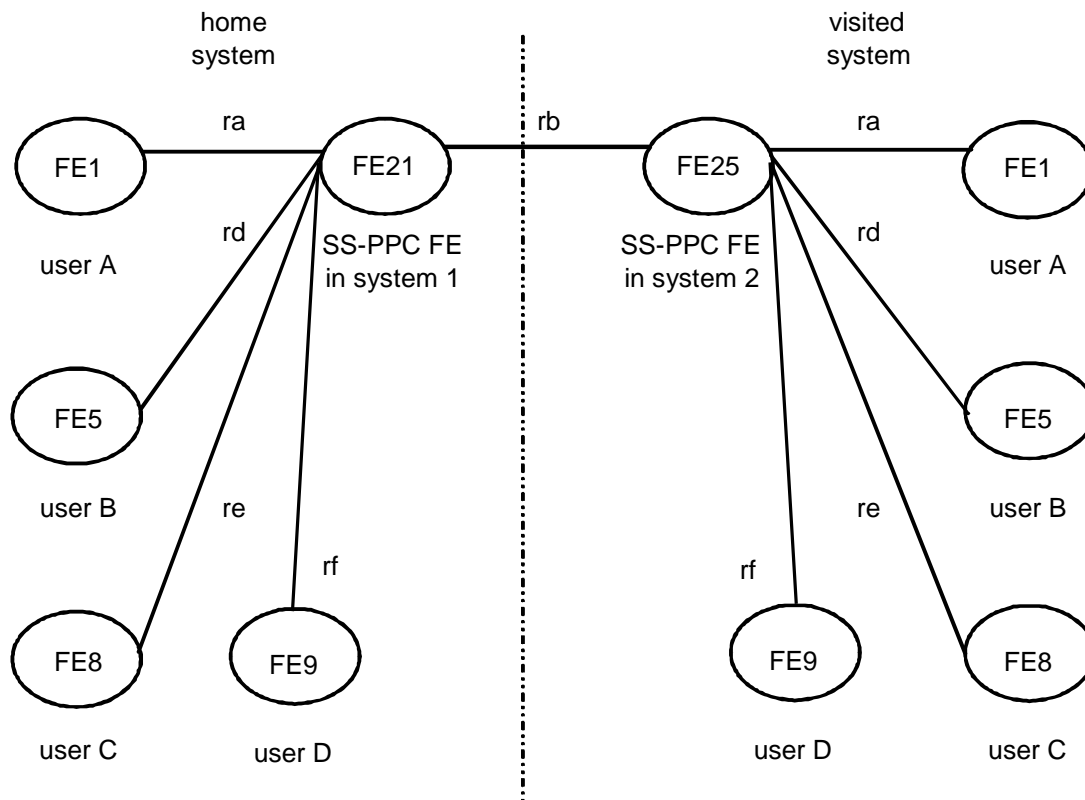 home
system
visited
system
ra
rb
ra
FE1
FE21
FE25
FE1
rd
SS-PPC FE
in system 1
SS-PPC FE
in system 2
rd
user A
user A
FE5
FE5
user B
user B
re
re
rf
rf
FE8
FE9
FE9
FE8
user C
user D
user D
user C